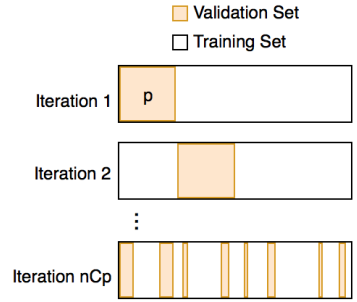 Validation Set
Training Set
Iteration 1
p
Iteration 2
Iteration nCp